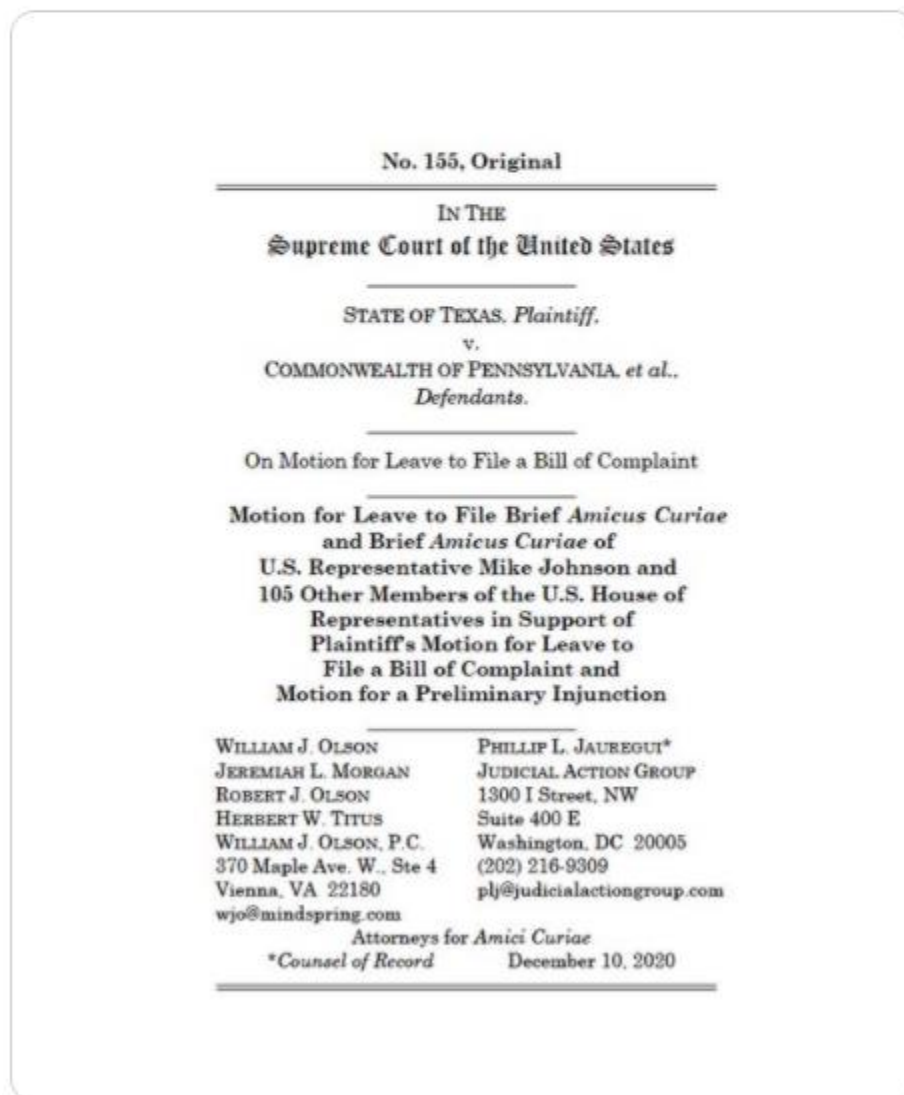 No. 155, Original
IN THE
Supreme Court of the United States
STATE OF TEXAS, Plaintiff,
v.
COMMONWEALTH OF PENNSYLVANIA, et al.,
Defendants.
On Motion for Leave to File a Bill of Complaint
Motion for Leave to File Brief Amicus Curiae
and Brief Amicus Curiae of
U.S. Representative Mike Johnson and
105 Other Members of the U.S. House of
Representatives in Support of
Plaintiff's Motion for Leave to
File a Bill of Complaint and
Motion for a Preliminary Injunction
WILLIAM J. OLSON
JEREMIAH L. MORGAN
ROBERT J. OLSON
HERBERT W. TITUS
WILLIAM J. OLSON, P.C.
370 Maple Ave. W., Ste 4
Vienna, VA 22180
wjo@mindspring.com
PHILLIP L. JAUREGUI*
JUDICIAL ACTION GROUP
1300 I Street, NW
Suite 400 E
Washington, DC 20005
(202) 216-9309
plj@judicialactiongroup.com
Attorneys for Amici Curiae
*Counsel of Record December 10, 2020